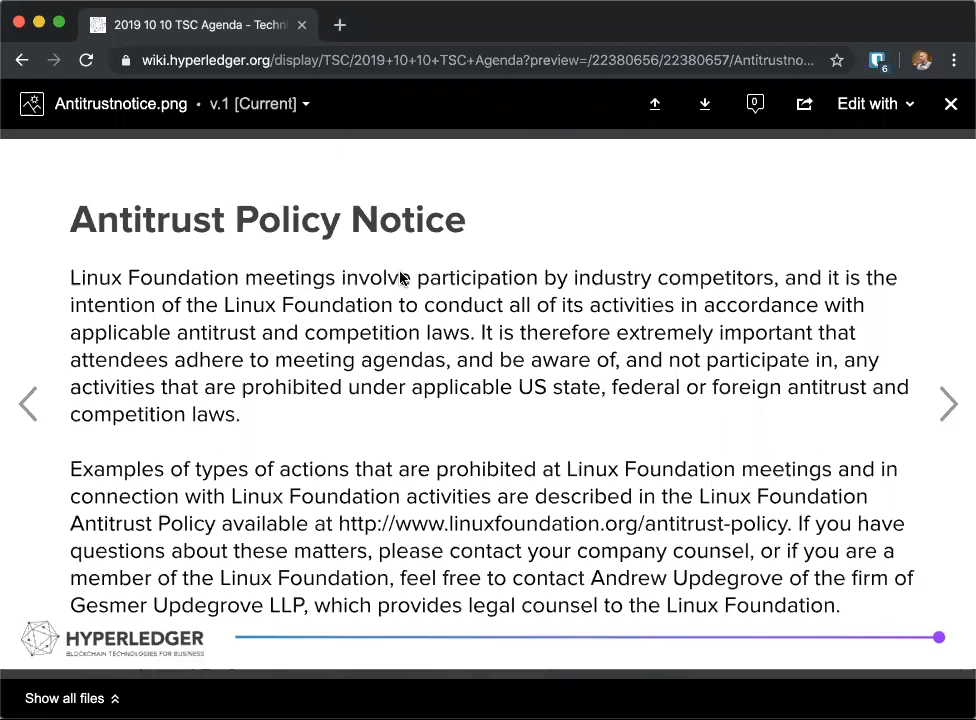 2019 10 10 TSC Agenda - Techni
wiki.hyperledger.org/display/TSC/2019+10+10+TSC+Agenda?preview=/22380656/22380657/Antitrustno...
6
Antitrustnotice.png • v.1 [Current]
0
Edit with
Antitrust Policy Notice
Linux Foundation meetings involve participation by industry competitors, and it is the
intention of the Linux Foundation to conduct all of its activities in accordance with
applicable antitrust and competition laws. It is therefore extremely important that
attendees adhere to meeting agendas, and be aware of, and not participate in, any
activities that are prohibited under applicable US state, federal or foreign antitrust and
competition laws.
Examples of types of actions that are prohibited at Linux Foundation meetings and in
connection with Linux Foundation activities are described in the Linux Foundation
Antitrust Policy available at http://www.linuxfoundation.org/antitrust-policy. If you have
questions about these matters, please contact your company counsel, or if you are a
member of the Linux Foundation, feel free to contact Andrew Updegrove of the firm of
Gesmer Updegrove LLP, which provides legal counsel to the Linux Foundation.
HYPERLEDGER
BLOCKCHAIN TECHNOLOGIES FOR BUSINESS
Show all files